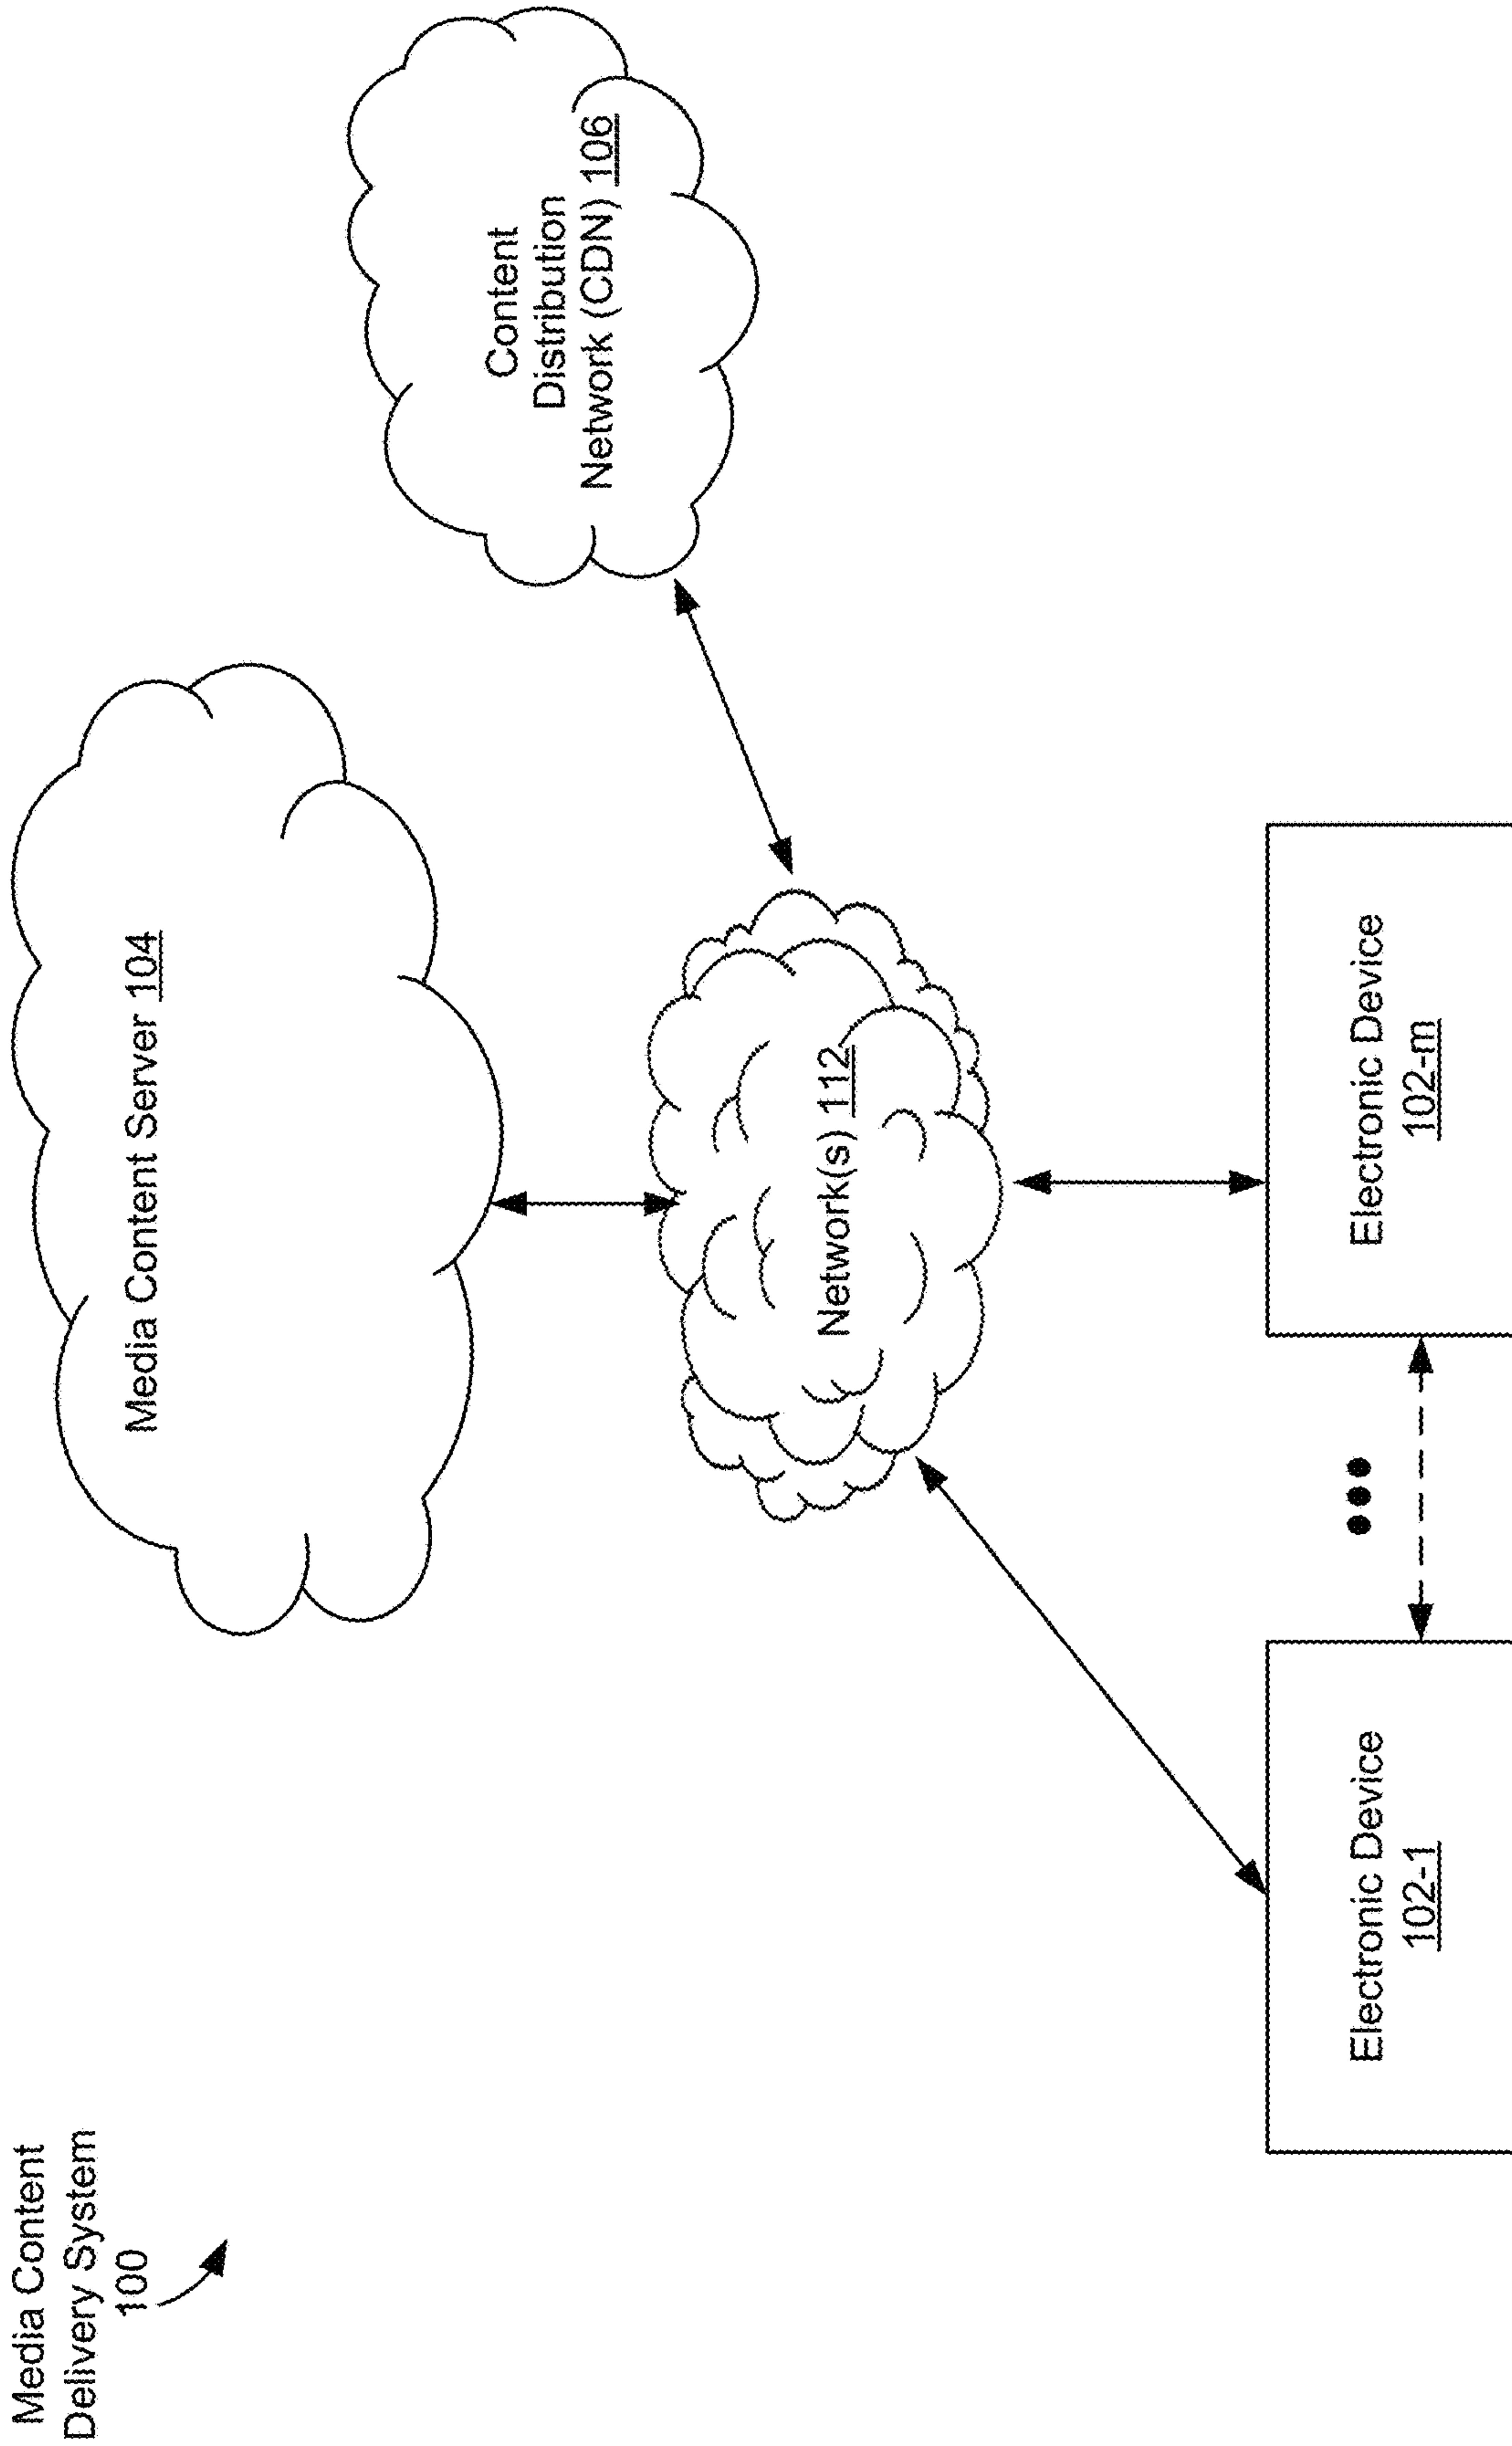 Media Content
Delivery System
100
Media Content Server 104
Content
Distribution
Network (CDN) 106
Network(s) 112
Electronic Device
102-1
Electronic Device
102-m